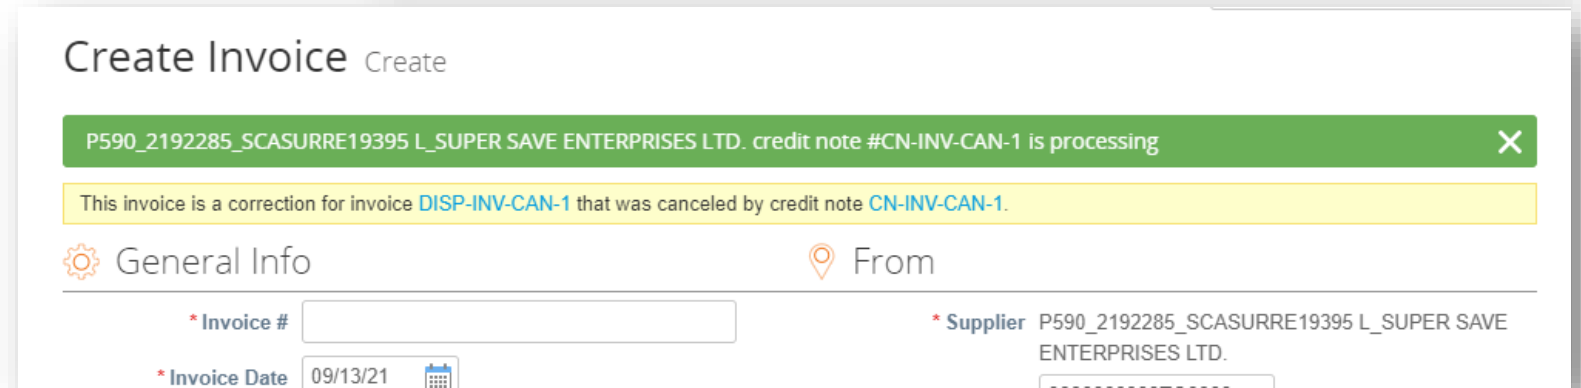 Create Invoice Create
P590_2192285_SCASURRE19395 L_SUPER SAVE ENTERPRISES LTD. credit note #CN-INV-CAN-1 is processing
This invoice is a correction for invoice DISP-INV-CAN-1 that was canceled by credit note CN-INV-CAN-1.
General Info
From
* Invoice #
* Supplier P590_2192285_SCASURRE19395 L_SUPER SAVE
ENTERPRISES LTD.
* Invoice Date 09/13/21